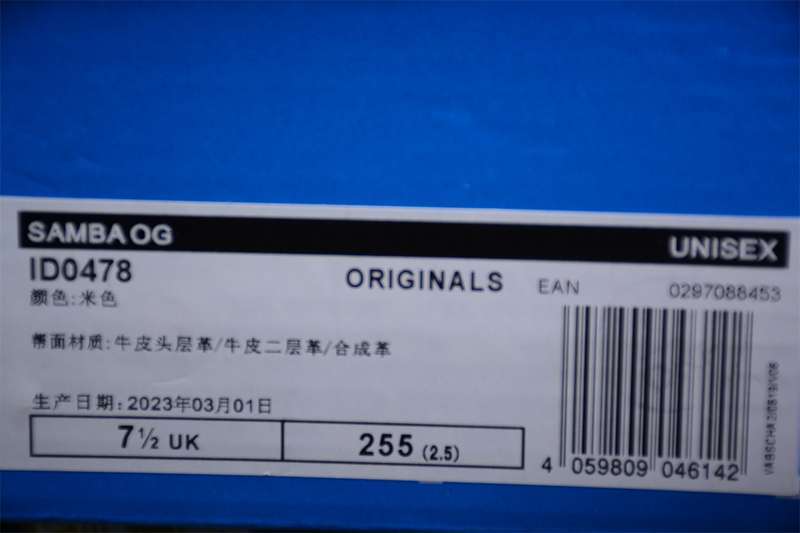 SAMBA OG
UNISEX
ID0478
ORIGINALS
EAN
0297088453
颜色:米色
帮面材质:牛皮头层革/牛皮二层革/合成革
生产日期:2023年03月01日
7½ UK
255 (2.5)
4 059809 046142